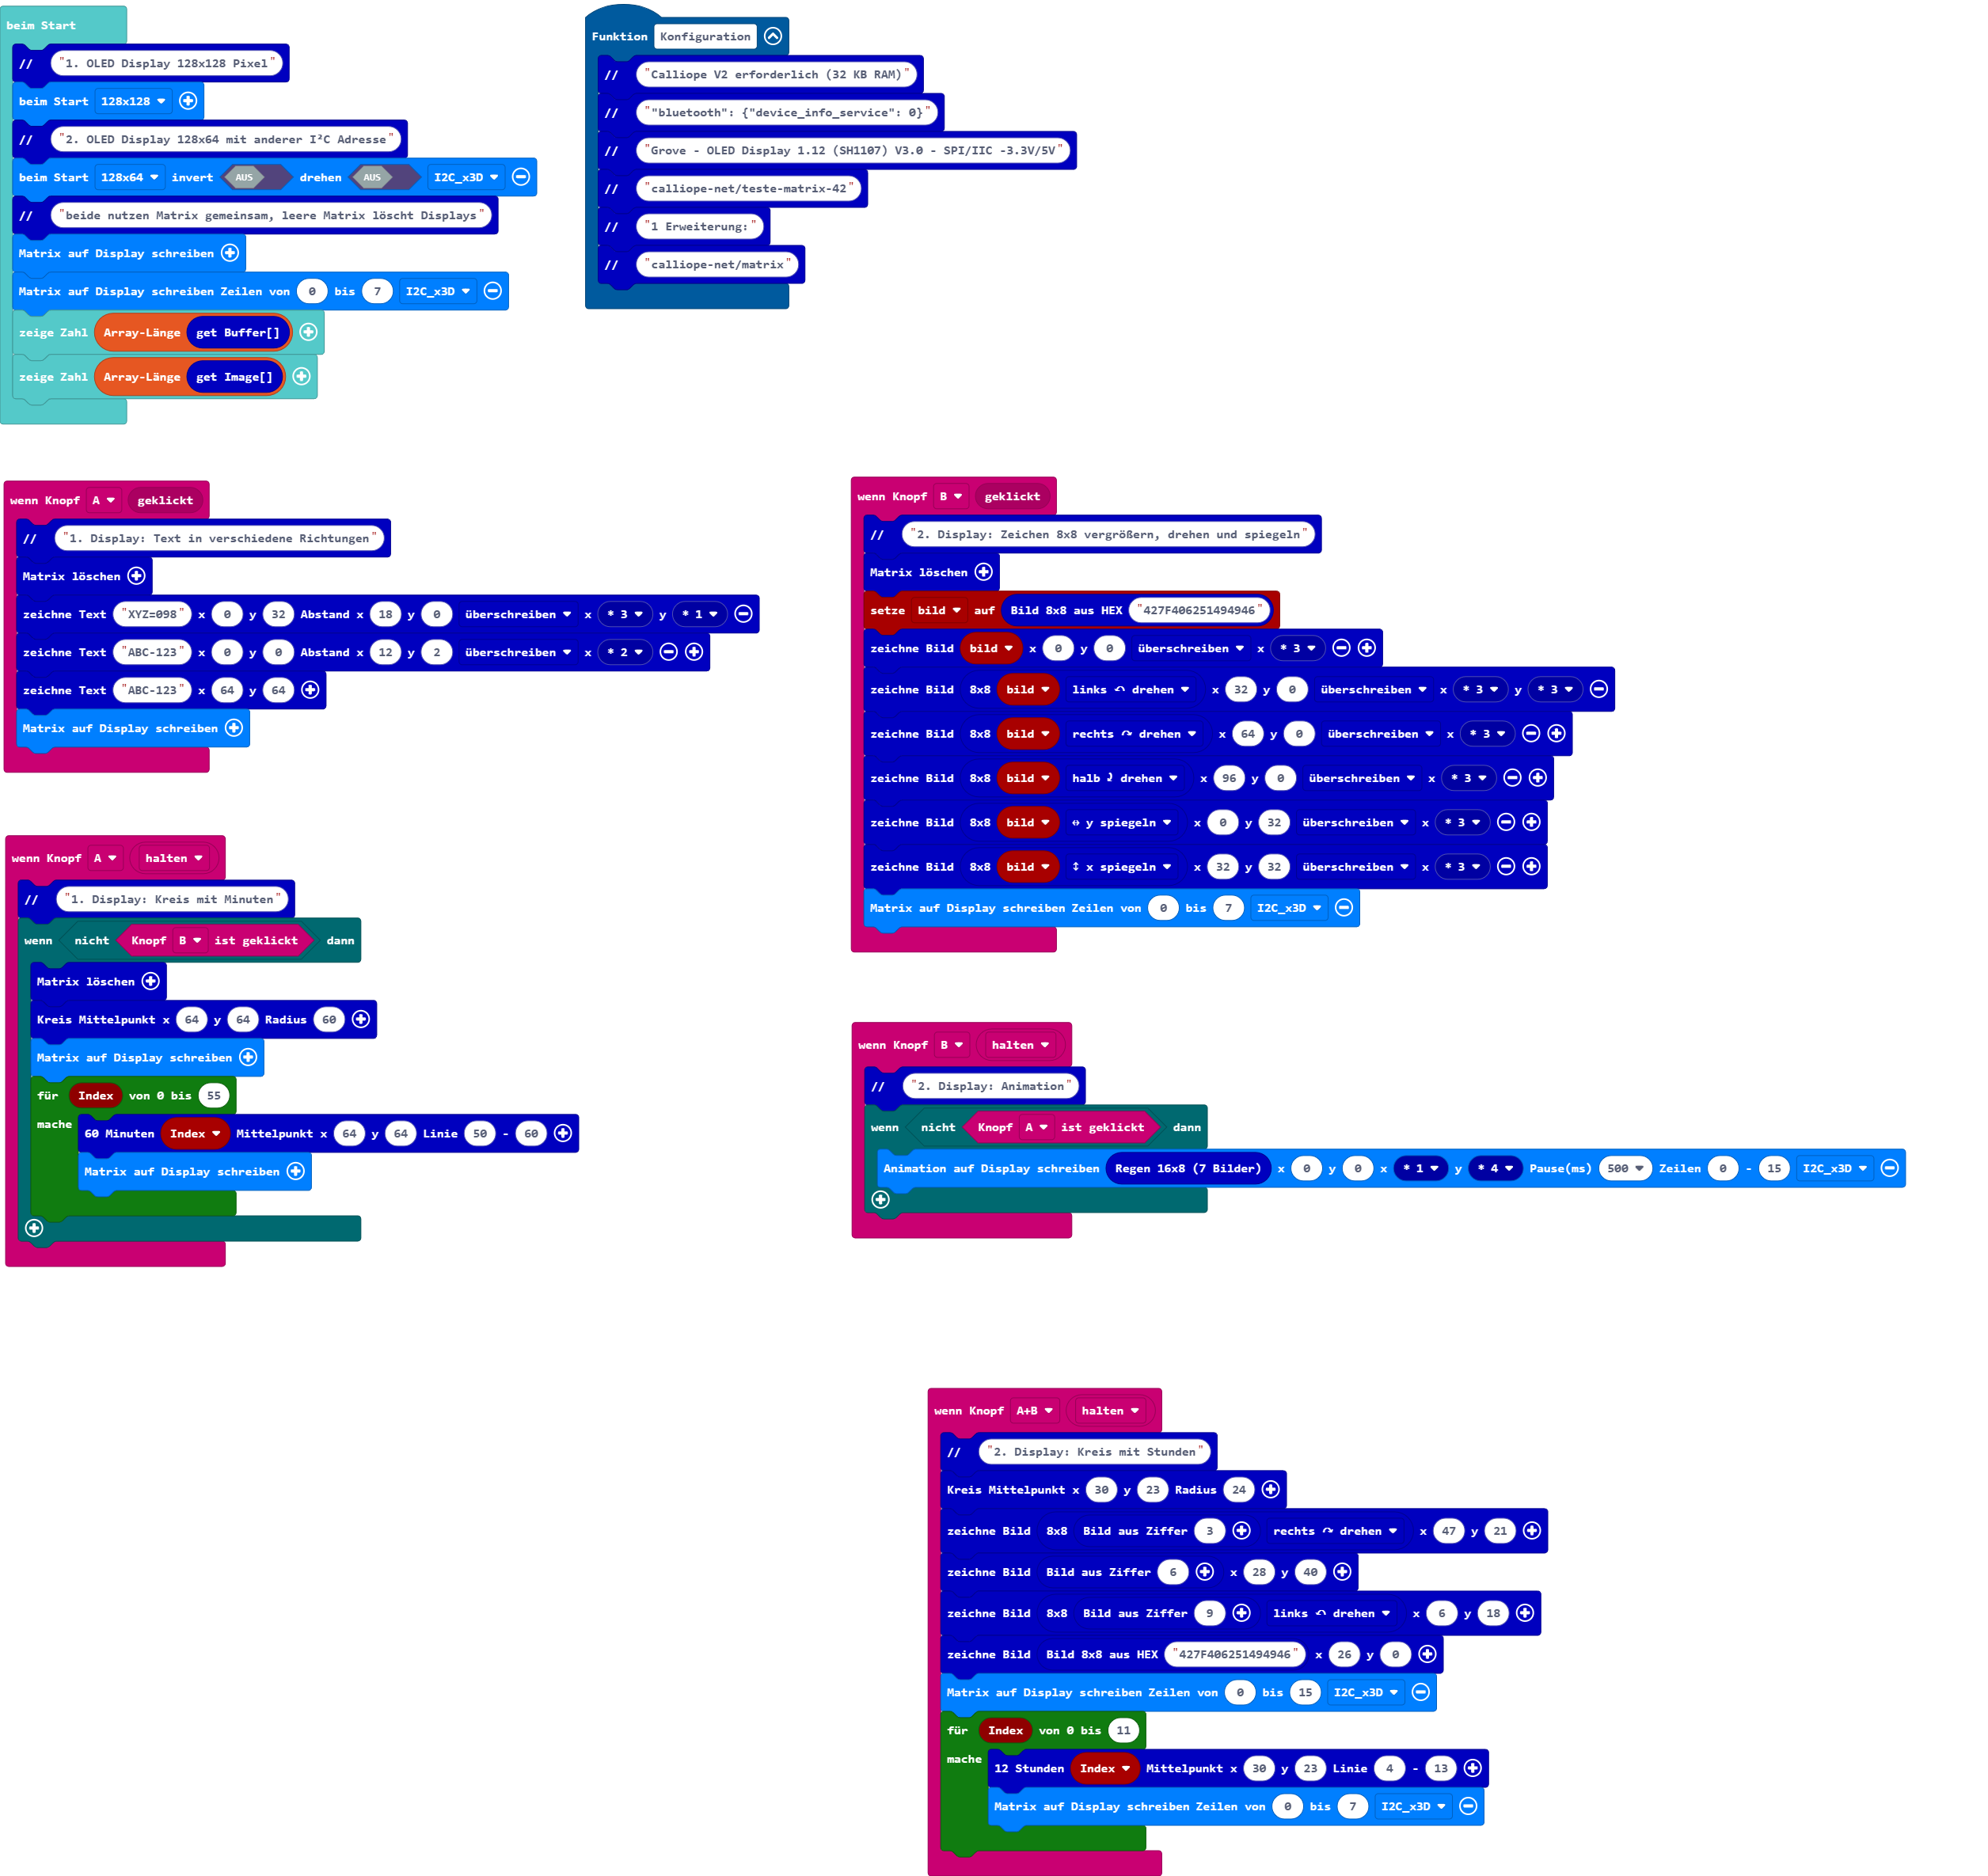 beim Start
// "1. OLED Display 128x128 Pixel"
beim Start 128x128
// "2. OLED Display 128x64 mit anderer I²C Adresse"
beim Start 128x64 invert AUS drehen AUS I2C_x3D
// "beide nutzen Matrix gemeinsam, leere Matrix löscht Displays"
Matrix auf Display schreiben
Matrix auf Display schreiben Zeilen von 0 bis 7 I2C_x3D
zeige Zahl Array-Länge get Buffer[]
zeige Zahl Array-Länge get Image[]
Funktion Konfiguration
// "Calliope V2 erforderlich (32 KB RAM)"
// ""bluetooth": {"device_info_service": 0}"
// "Grove - OLED Display 1.12 (SH1107) V3.0 - SPI/IIC -3.3V/5V"
// "calliope-net/teste-matrix-42"
// "1 Erweiterung:"
// "calliope-net/matrix"
wenn Knopf A geklickt
// "1. Display: Text in verschiedene Richtungen"
Matrix löschen
zeichne Text "XYZ=098" x 0 y 32 Abstand x 18 y 0 überschreiben x * 3 y * 1
zeichne Text "ABC-123" x 0 y 0 Abstand x 12 y 2 überschreiben x * 2
zeichne Text "ABC-123" x 64 y 64
Matrix auf Display schreiben
wenn Knopf B geklickt
// "2. Display: Zeichen 8x8 vergrößern, drehen und spiegeln"
Matrix löschen
setze bild auf Bild 8x8 aus HEX "427F406251494946"
zeichne Bild bild x 0 y 0 überschreiben x * 3
zeichne Bild 8x8 bild links ↶ drehen x 32 y 0 überschreiben x * 3 y * 3
zeichne Bild 8x8 bild rechts ↷ drehen x 64 y 0 überschreiben x * 3
zeichne Bild 8x8 bild halb ⤸ drehen x 96 y 0 überschreiben x * 3
zeichne Bild 8x8 bild ↔ y spiegeln x 0 y 32 überschreiben x * 3
zeichne Bild 8x8 bild ↕ x spiegeln x 32 y 32 überschreiben x * 3
Matrix auf Display schreiben Zeilen von 0 bis 7 I2C_x3D
wenn Knopf A halten
// "1. Display: Kreis mit Minuten"
wenn nicht Knopf B ist geklickt dann
Matrix löschen
Kreis Mittelpunkt x 64 y 64 Radius 60
Matrix auf Display schreiben
für Index von 0 bis 55
mache 60 Minuten Index Mittelpunkt x 64 y 64 Linie 50 - 60
Matrix auf Display schreiben
wenn Knopf B halten
// "2. Display: Animation"
wenn nicht Knopf A ist geklickt dann
Animation auf Display schreiben Regen 16x8 (7 Bilder) x 0 y 0 x * 1 y * 4 Pause(ms) 500 Zeilen 0 - 15 I2C_x3D
wenn Knopf A+B halten
// "2. Display: Kreis mit Stunden"
Kreis Mittelpunkt x 30 y 23 Radius 24
zeichne Bild 8x8 Bild aus Ziffer 3 rechts ↷ drehen x 47 y 21
zeichne Bild Bild aus Ziffer 6 x 28 y 40
zeichne Bild 8x8 Bild aus Ziffer 9 links ↶ drehen x 6 y 18
zeichne Bild Bild 8x8 aus HEX "427F406251494946" x 26 y 0
Matrix auf Display schreiben Zeilen von 0 bis 15 I2C_x3D
für Index von 0 bis 11
mache 12 Stunden Index Mittelpunkt x 30 y 23 Linie 4 - 13
Matrix auf Display schreiben Zeilen von 0 bis 7 I2C_x3D